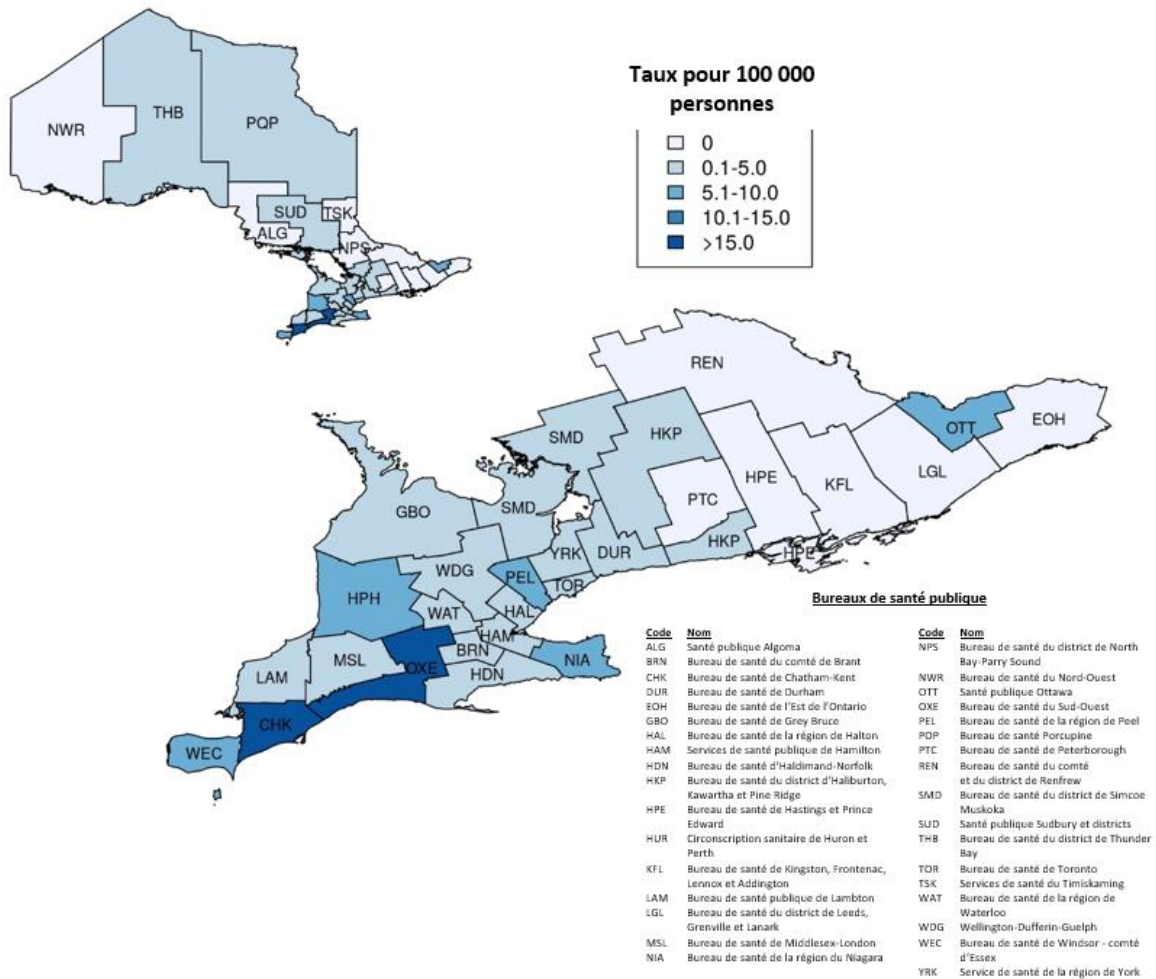 Taux pour 100 000
personnes
0
0.1-5.0
5.1-10.0
10.1-15.0
>15.0
NWR
THB
PQP
SUD
TSK
ALG
NPS
REN
SMD
HKP
OTT
EOH
HPE
KFL
LGL
PTC
GBO
SMD
HKP
HPE
YRK
DUR
WDG
PEL
TOR
HPH
WAT
HAL
HAM
BRN
MSL
OXE
HDN
NIA
LAM
CHK
WEC
Bureaux de santé publique
Code Nom
ALG Santé publique Algoma
BRN Bureau de santé du comté de Brant
CHK Bureau de santé de Chatham-Kent
DUR Bureau de santé de Durham
EOH Bureau de santé de l'Est de l'Ontario
GBO Bureau de santé de Grey Bruce
HAL Bureau de santé de la région de Halton
HAM Services de santé publique de Hamilton
HDN Bureau de santé d'Haldimand-Norfolk
HKP Bureau de santé du district d'Haliburton,
Kawartha et Pine Ridge
HPE Bureau de santé de Hastings et Prince
Edward
HUR Circonscription sanitaire de Huron et
Perth
KFL Bureau de santé de Kingston, Frontenac,
Lennox et Addington
LAM Bureau de santé publique de Lambton
LGL Bureau de santé du district de Leeds,
Grenville et Lanark
MSL Bureau de santé de Middlesex-London
NIA Bureau de santé de la région du Niagara
Code Nom
NPS Bureau de santé du district de North
Bay-Parry Sound
NWR Bureau de santé du Nord-Ouest
OTT Santé publique Ottawa
OXE Bureau de santé du Sud-Ouest
PEL Bureau de santé de la région de Peel
POP Bureau de santé Porcupine
PTC Bureau de santé de Peterborough
REN Bureau de santé du comté
et du district de Renfrew
SMD Bureau de santé du district de Simcoe
Muskoka
SUD Santé publique Sudbury et districts
THB Bureau de santé du district de Thunder
Bay
TOR Bureau de santé de Toronto
TSK Services de santé du Timiskaming
WAT Bureau de santé de la région de
Waterloo
WDG Wellington-Dufferin-Guelph
WEC Bureau de santé de Windsor - comté
d'Essex
YRK Service de santé de la région de York